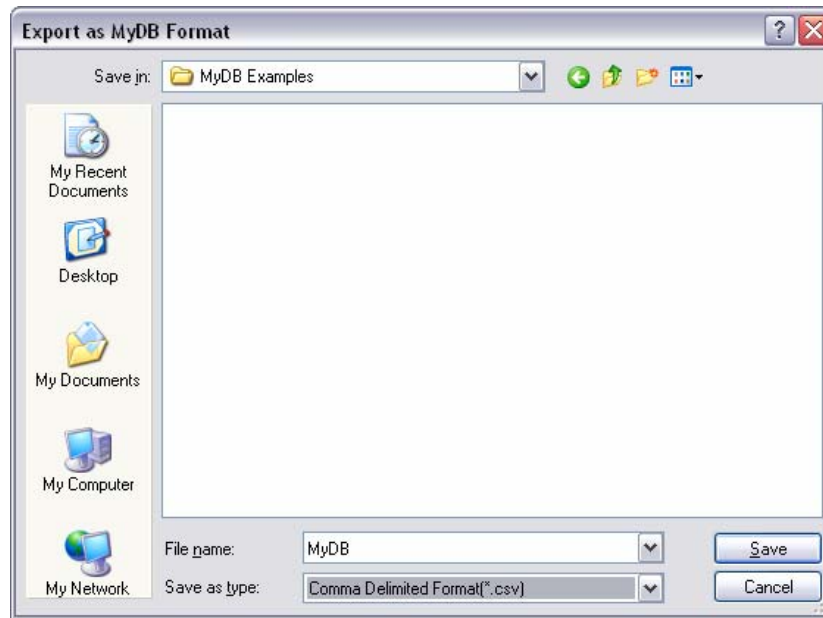 Export as MyDB Format
?
Save in:
MyDB Examples
My Recent
Documents
Desktop
My Documents
My Computer
My Network
File name:
MyDB
Save
Save as type:
Comma Delimited Format(*.csv)
Cancel